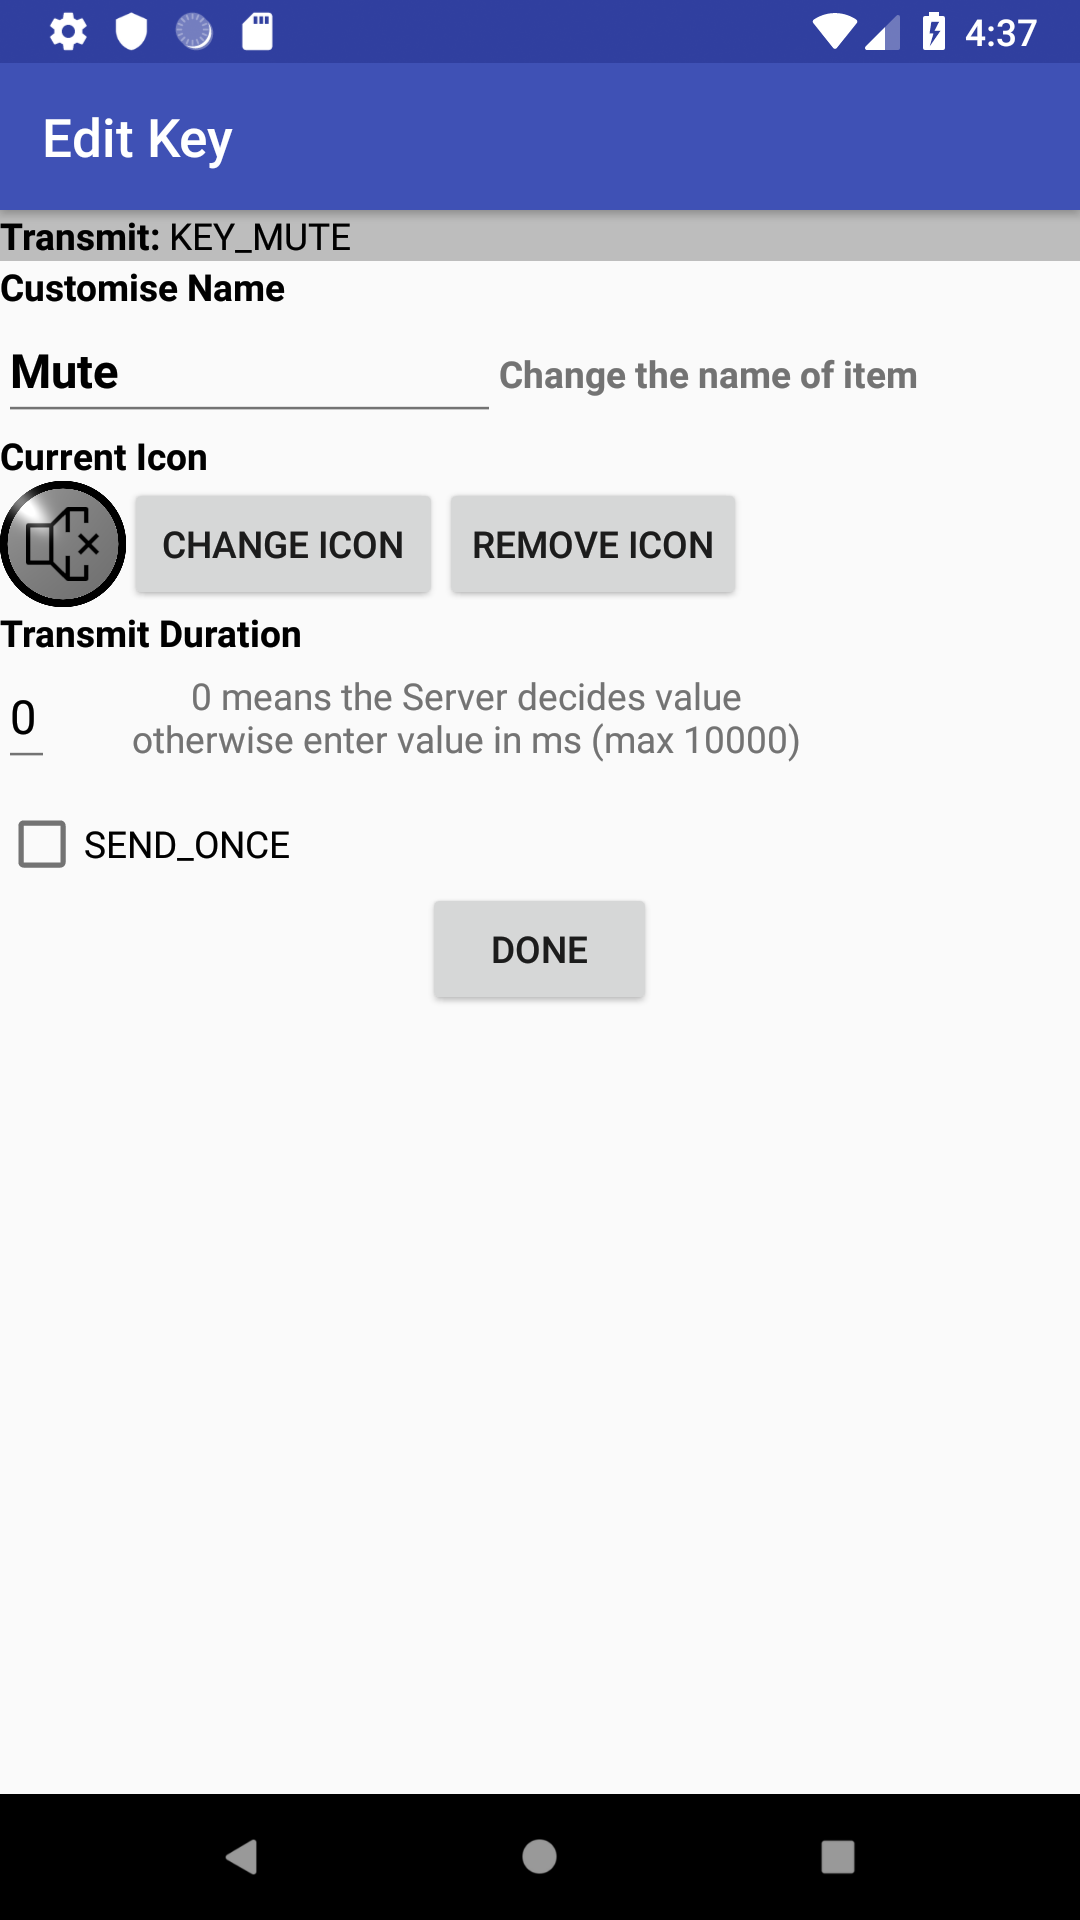 4:37
Edit Key
Transmit: KEY_MUTE
Customise Name
Mute
Change the name of item
Current Icon
CHANGE ICON
REMOVE ICON
Transmit Duration
0
0 means the Server decides value
otherwise enter value in ms (max 10000)
SEND_ONCE
DONE